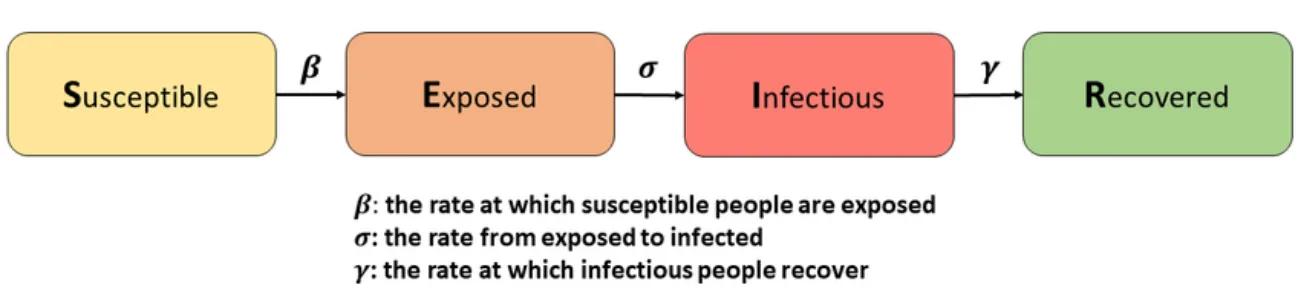 β σ γ
Susceptible Exposed Infectious Recovered
β: the rate at which susceptible people are exposed
σ: the rate from exposed to infected
γ: the rate at which infectious people recover